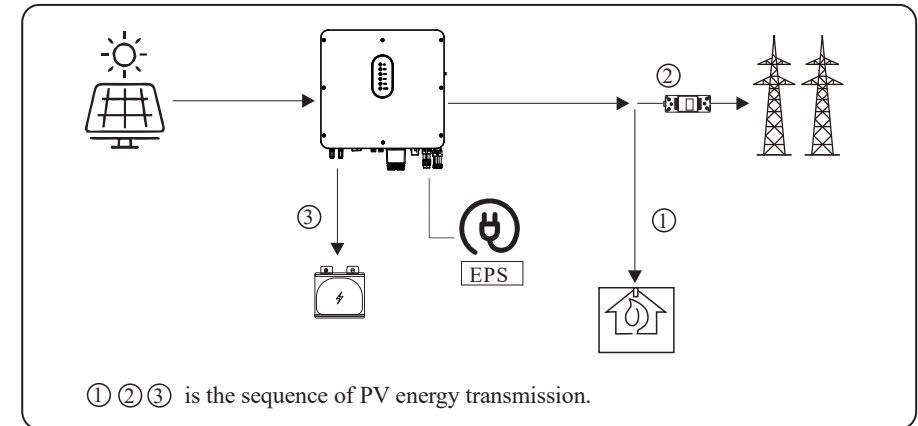 ②
③
①
EPS
① ② ③ is the sequence of PV energy transmission.